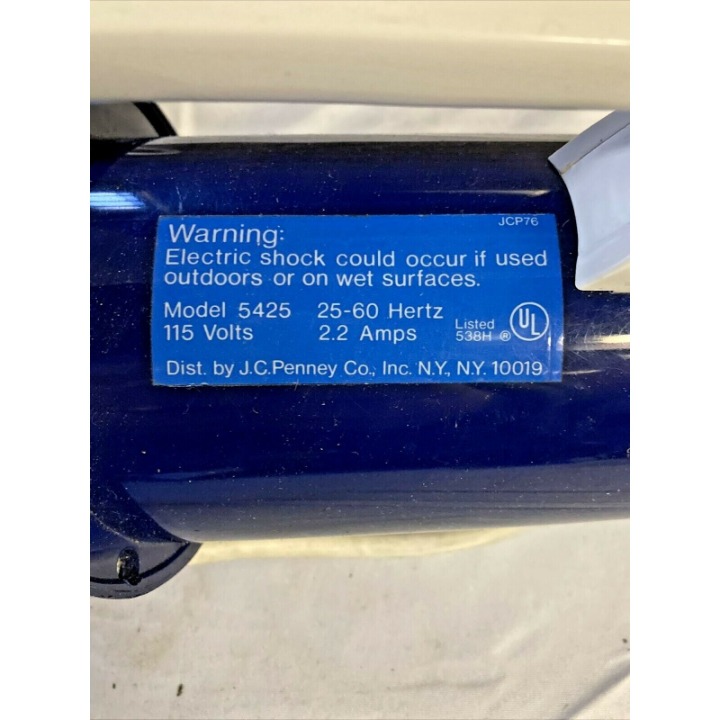 JCP76
Warning:
Electric shock could occur if used
outdoors or on wet surfaces.
Model 5425 25-60 Hertz
115 Volts 2.2 Amps
Listed
538H ® UL
Dist. by J.C.Penney Co., Inc. N.Y., N.Y. 10019